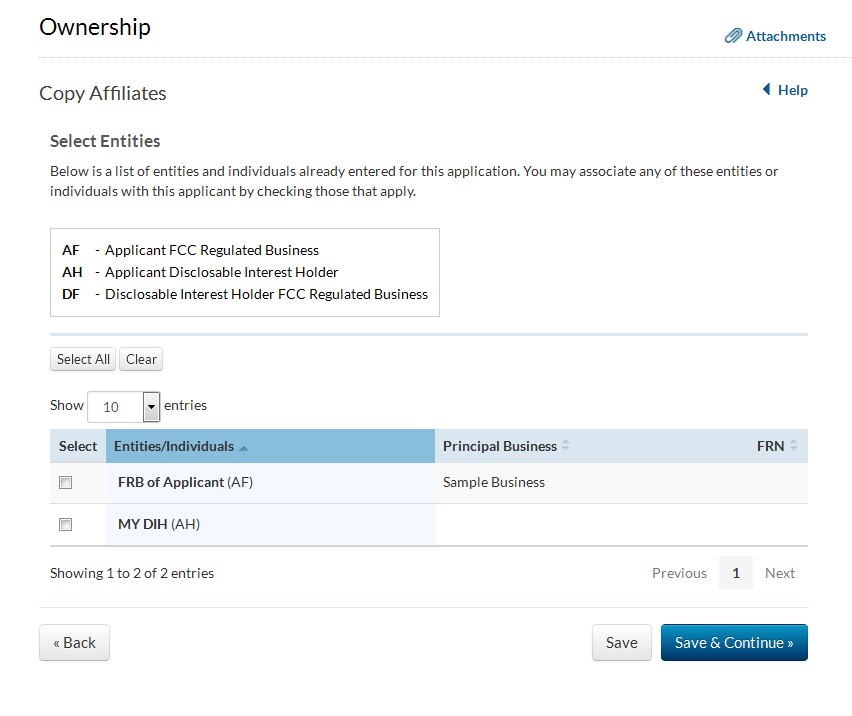 Ownership
Attachments
Copy Affiliates
Help
Select Entities
Below is a list of entities and individuals already entered for this application. You may associate any of these entities or
individuals with this applicant by checking those that apply.
AF - Applicant FCC Regulated Business
AH - Applicant Disclosable Interest Holder
DF - Disclosable Interest Holder FCC Regulated Business
Select All Clear
Show 10 entries
Select Entities/Individuals Principal Business FRN
FRB of Applicant (AF) Sample Business
MY DIH (AH)
Showing 1 to 2 of 2 entries Previous 1 Next
« Back Save Save & Continue »